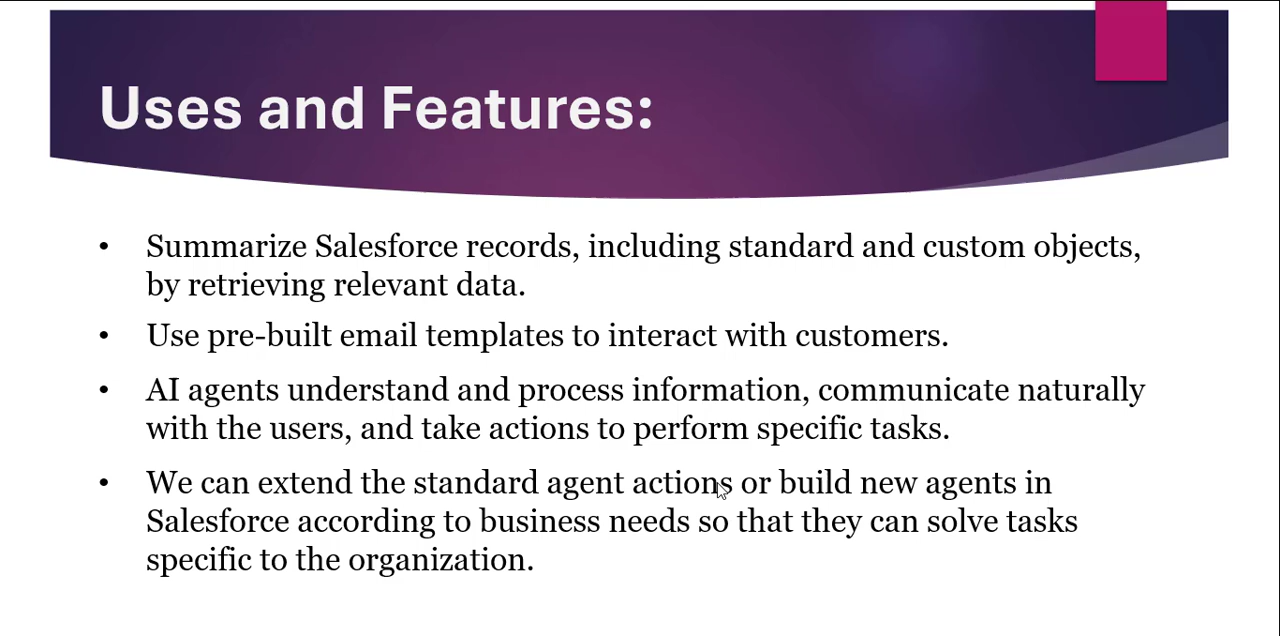 Uses and Features:
• Summarize Salesforce records, including standard and custom objects,
by retrieving relevant data.
• Use pre-built email templates to interact with customers.
• AI agents understand and process information, communicate naturally
with the users, and take actions to perform specific tasks.
• We can extend the standard agent actions or build new agents in
Salesforce according to business needs so that they can solve tasks
specific to the organization.